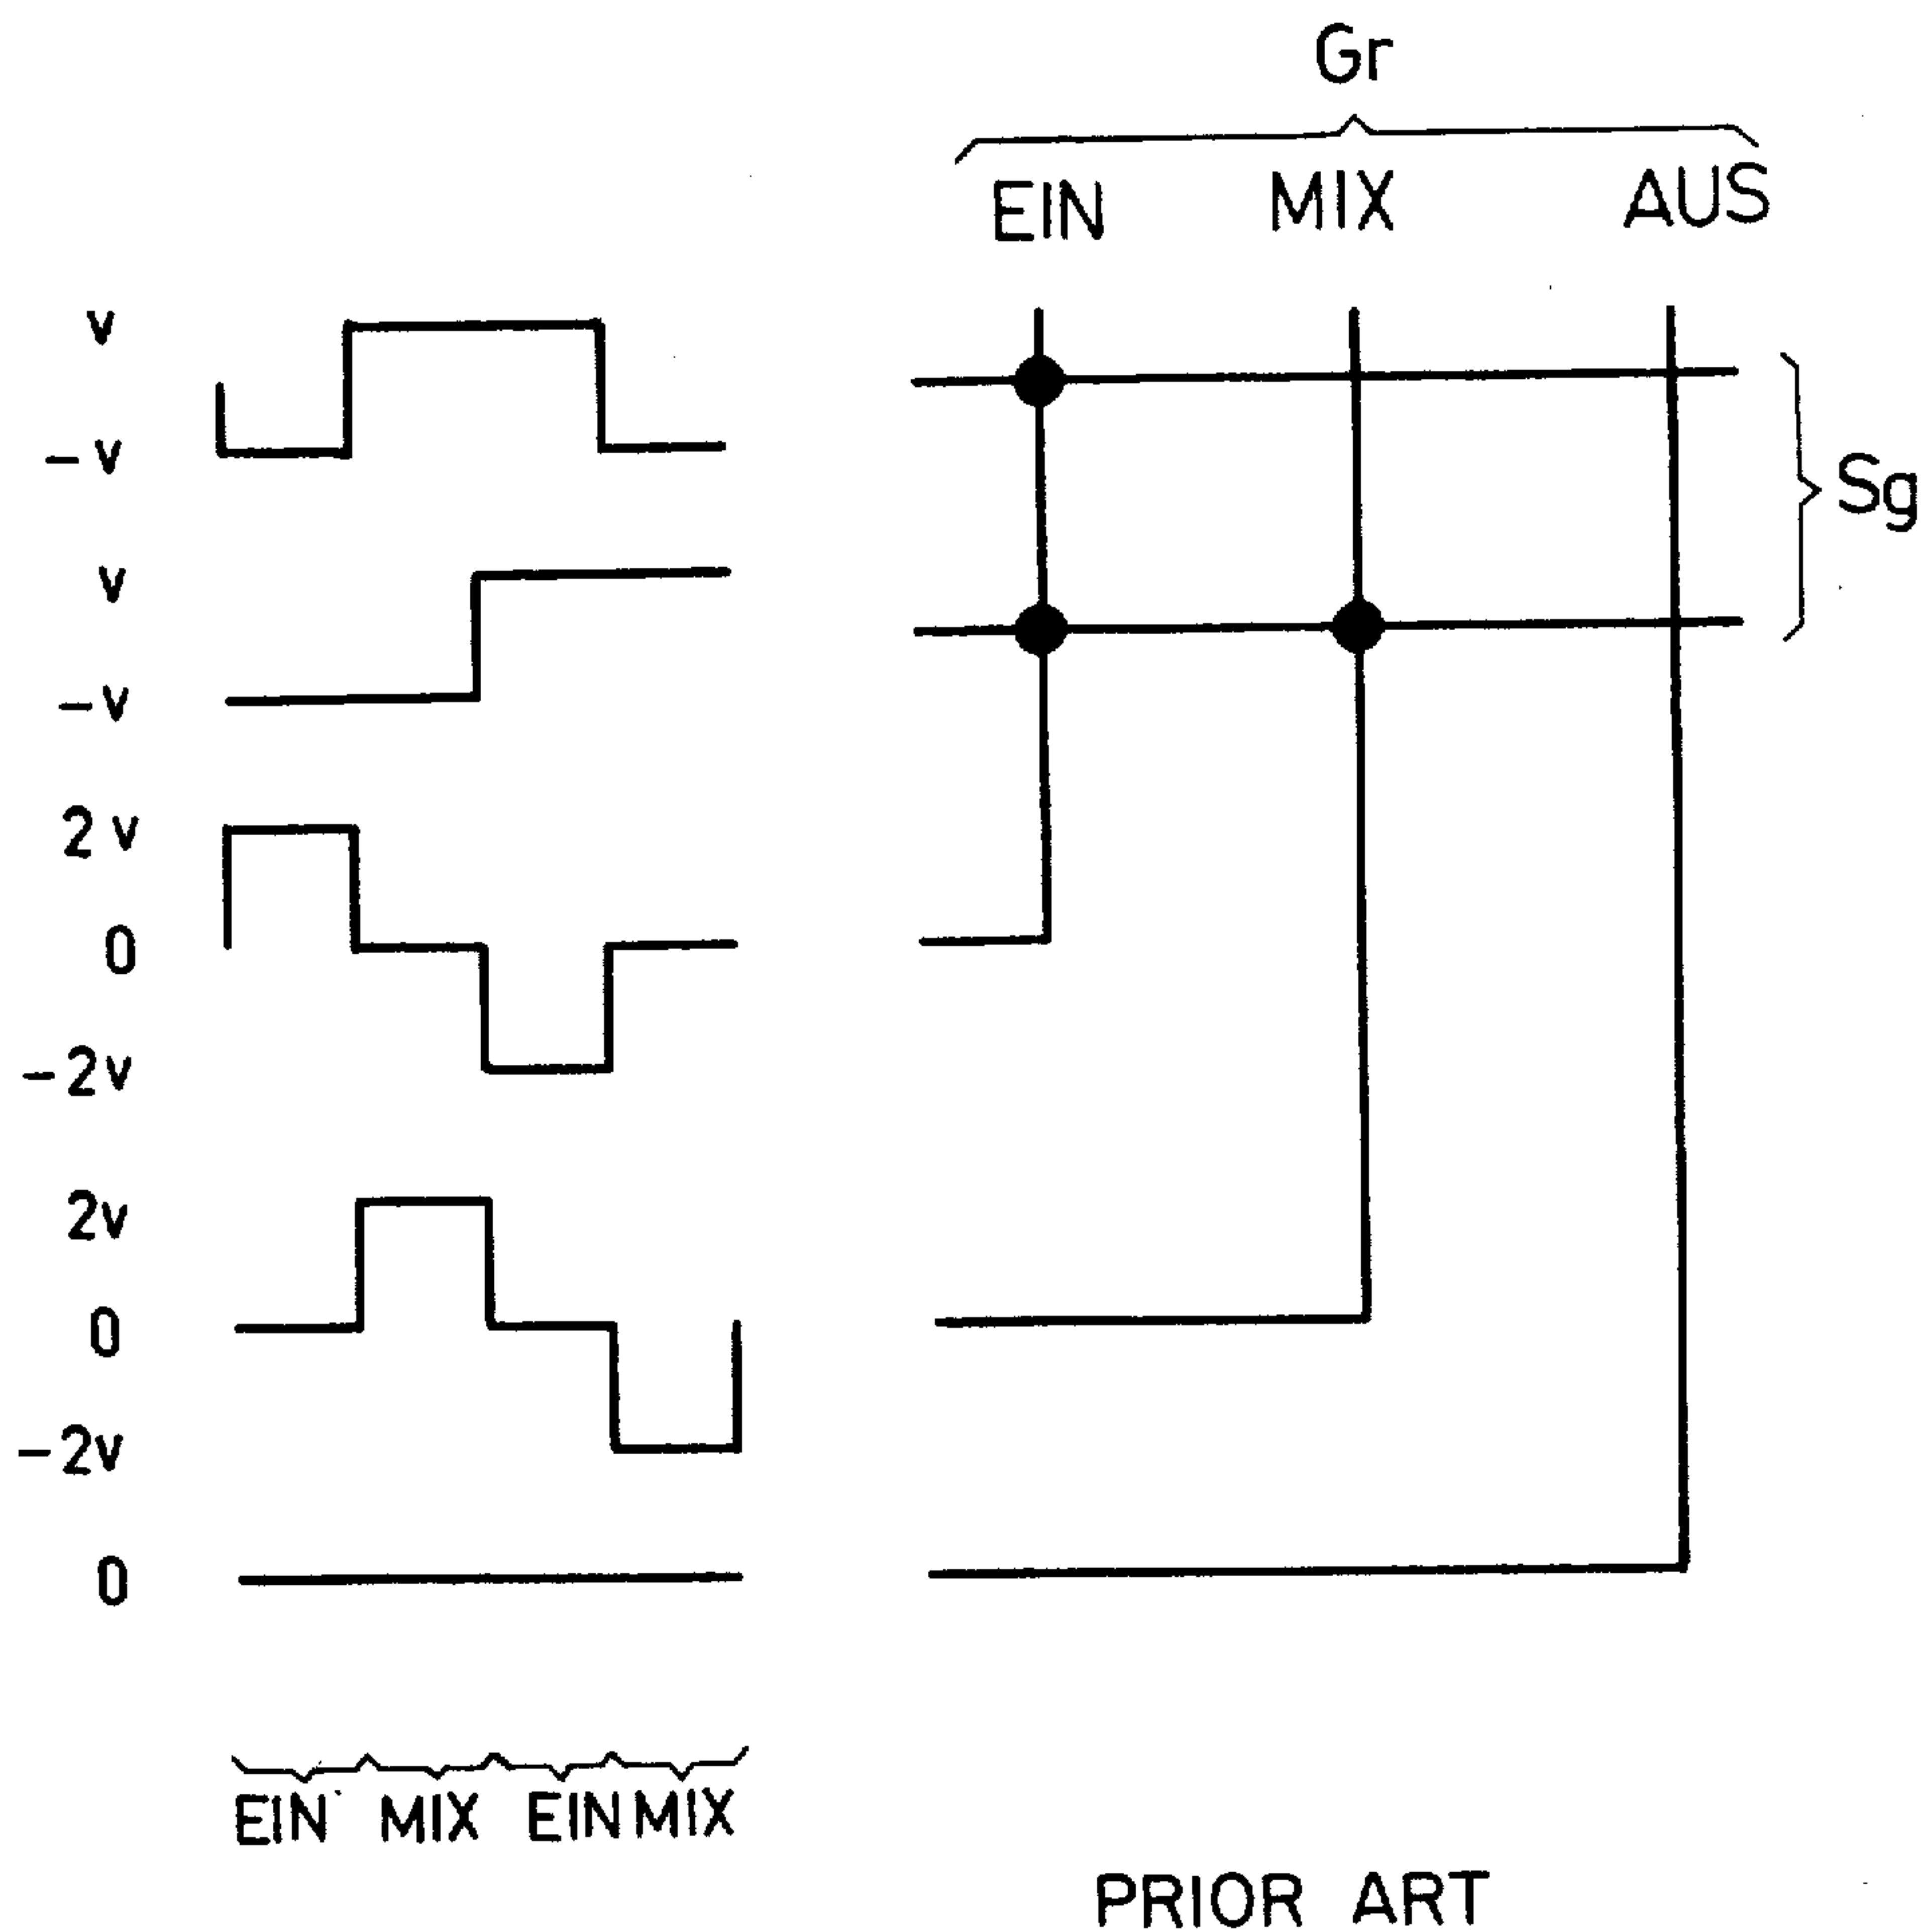 Gr
EIN MIX AUS
v
-v
Sg
v
-v
2v
0
-2v
2v
0
-2v
0
EIN MIX EIN MIX
PRIOR ART